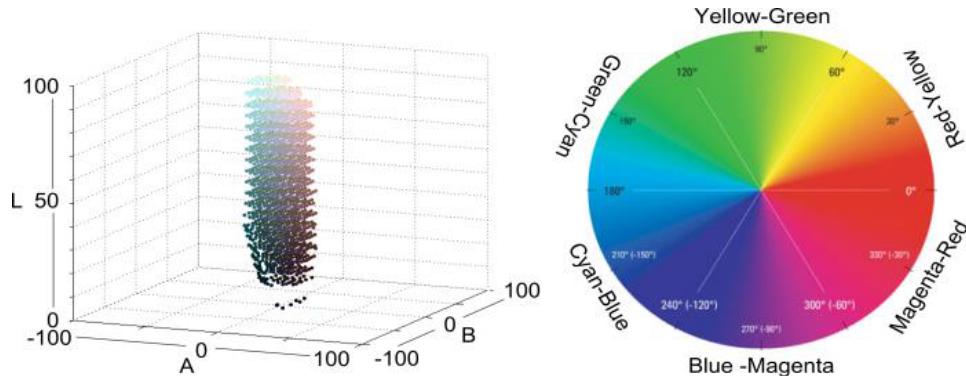 100
50
0
L
-100
0
100
A
-100
0
100
B
Yellow-Green
Red-Yellow
Magenta-Red
Blue -Magenta
Cyan-Blue
Green-Cyan
90°
60°
30°
0°
330° (-30°)
300° (-60°)
270° (-90°)
240° (-120°)
210° (-150°)
180°
150°
120°